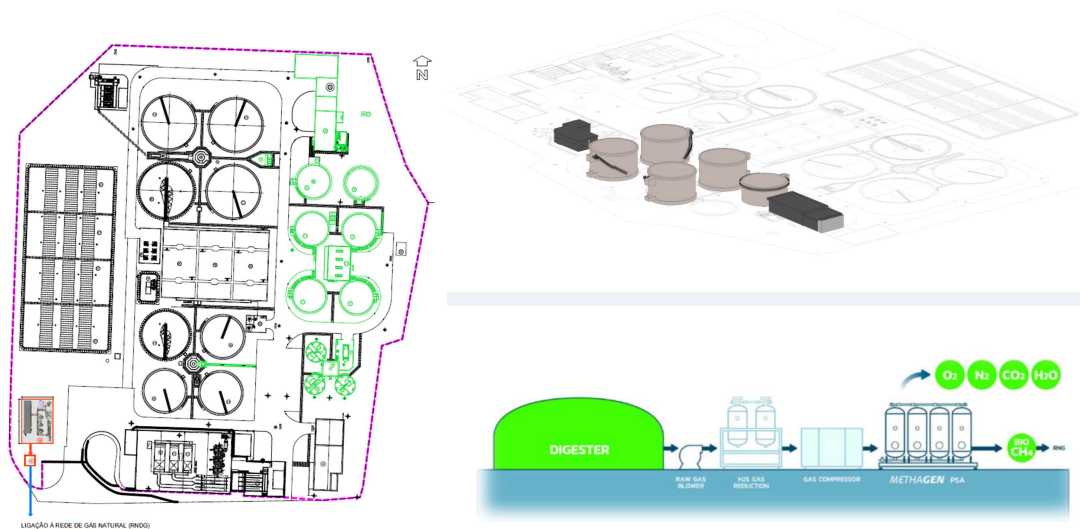 N
LIGAÇÃO À REDE DE GÁS NATURAL (RNDG)
O2 N2 CO2 H2O
DIGESTER
BIO
CH4
RNG
RAW GAS
BLOWER
H2S GAS
REDUCTION
GAS COMPRESSOR
METHAGEN PSA